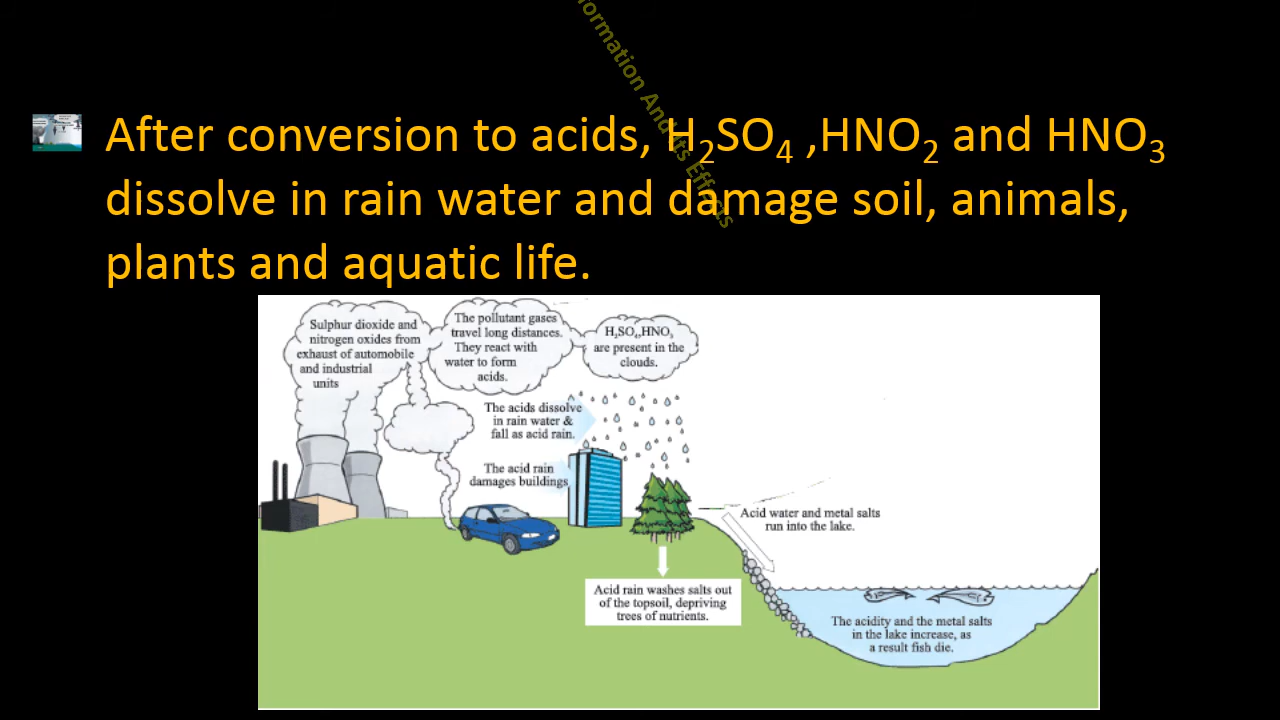 ormation And Its Effects
After conversion to acids, H₂SO₄ ,HNO₂ and HNO₃
dissolve in rain water and damage soil, animals,
plants and aquatic life.
Sulphur dioxide and
nitrogen oxides from
exhaust of automobile
and industrial
units
The pollutant gases
travel long distances.
They react with
water to form
acids.
H₂SO₄,HNO₃
are present in the
clouds.
The acids dissolve
in rain water &
fall as acid rain.
The acid rain
damages buildings
Acid water and metal salts
run into the lake.
Acid rain washes salts out
of the topsoil, depriving
trees of nutrients.
The acidity and the metal salts
in the lake increase, as
a result fish die.